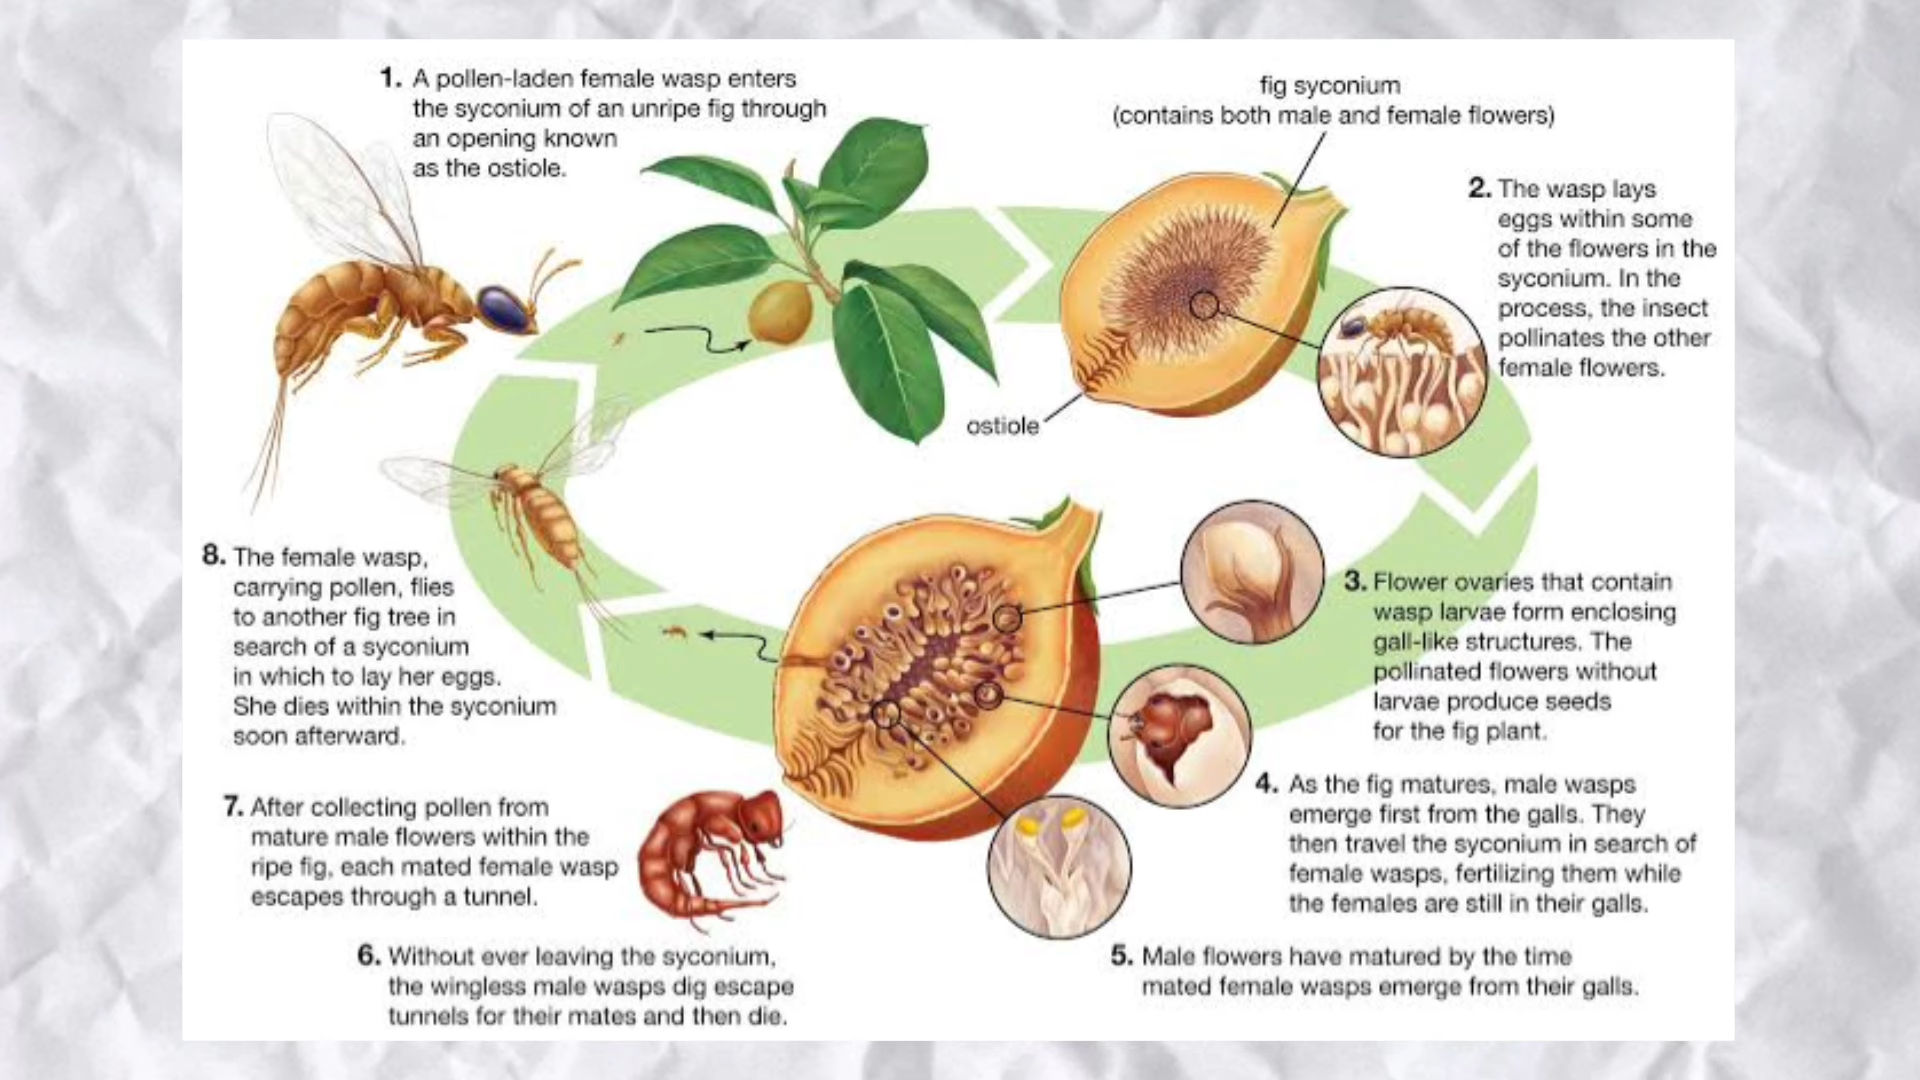 1. A pollen-laden female wasp enters
the syconium of an unripe fig through
an opening known
as the ostiole.
fig syconium
(contains both male and female flowers)
2. The wasp lays
eggs within some
of the flowers in the
syconium. In the
process, the insect
pollinates the other
female flowers.
ostiole
3. Flower ovaries that contain
wasp larvae form enclosing
gall-like structures. The
pollinated flowers without
larvae produce seeds
for the fig plant.
4. As the fig matures, male wasps
emerge first from the galls. They
then travel the syconium in search of
female wasps, fertilizing them while
the females are still in their galls.
5. Male flowers have matured by the time
mated female wasps emerge from their galls.
6. Without ever leaving the syconium,
the wingless male wasps dig escape
tunnels for their mates and then die.
7. After collecting pollen from
mature male flowers within the
ripe fig, each mated female wasp
escapes through a tunnel.
8. The female wasp,
carrying pollen, flies
to another fig tree in
search of a syconium
in which to lay her eggs.
She dies within the syconium
soon afterward.